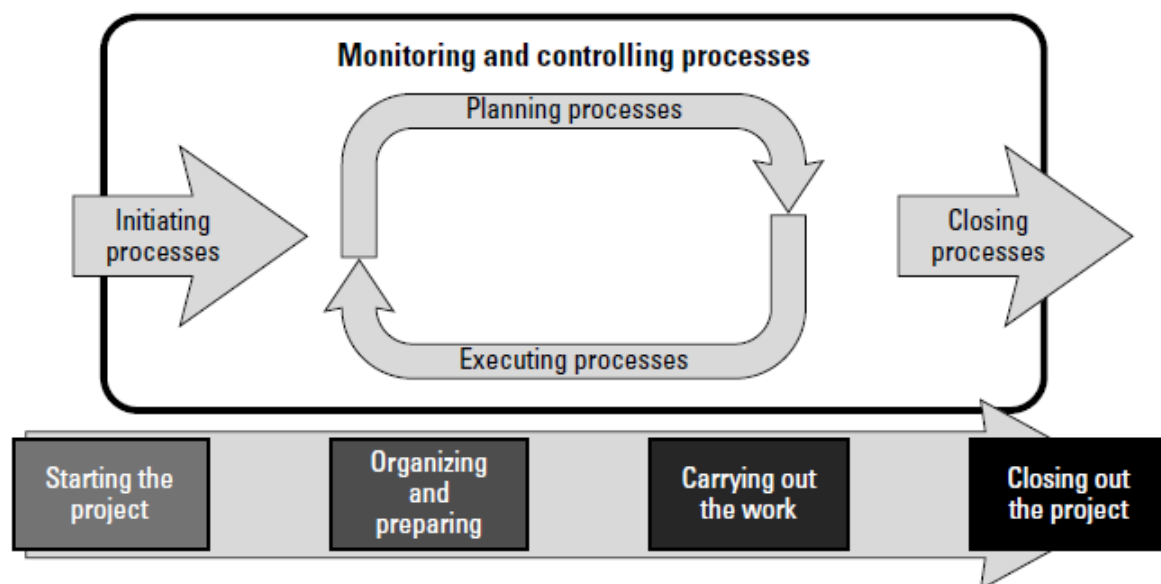 Monitoring and controlling processes
Planning processes
Initiating
processes
Closing
processes
Executing processes
Starting the
project
Organizing
and
preparing
Carrying out
the work
Closing out
the project